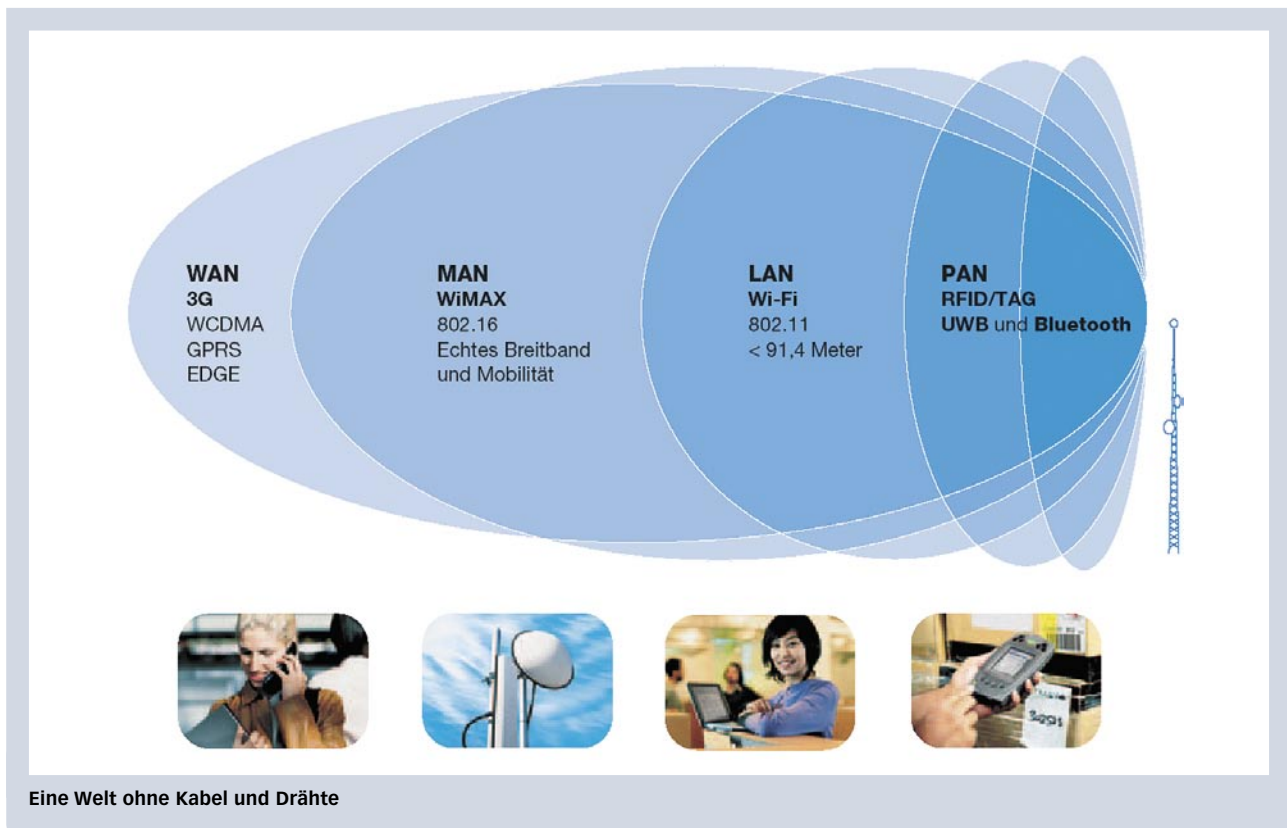 WAN
3G
WCDMA
GPRS
EDGE
MAN
WiMAX
802.16
Echtes Breitband
und Mobilität
LAN
Wi-Fi
802.11
< 91,4 Meter
PAN
RFID/TAG
UWB und Bluetooth
Eine Welt ohne Kabel und Drähte